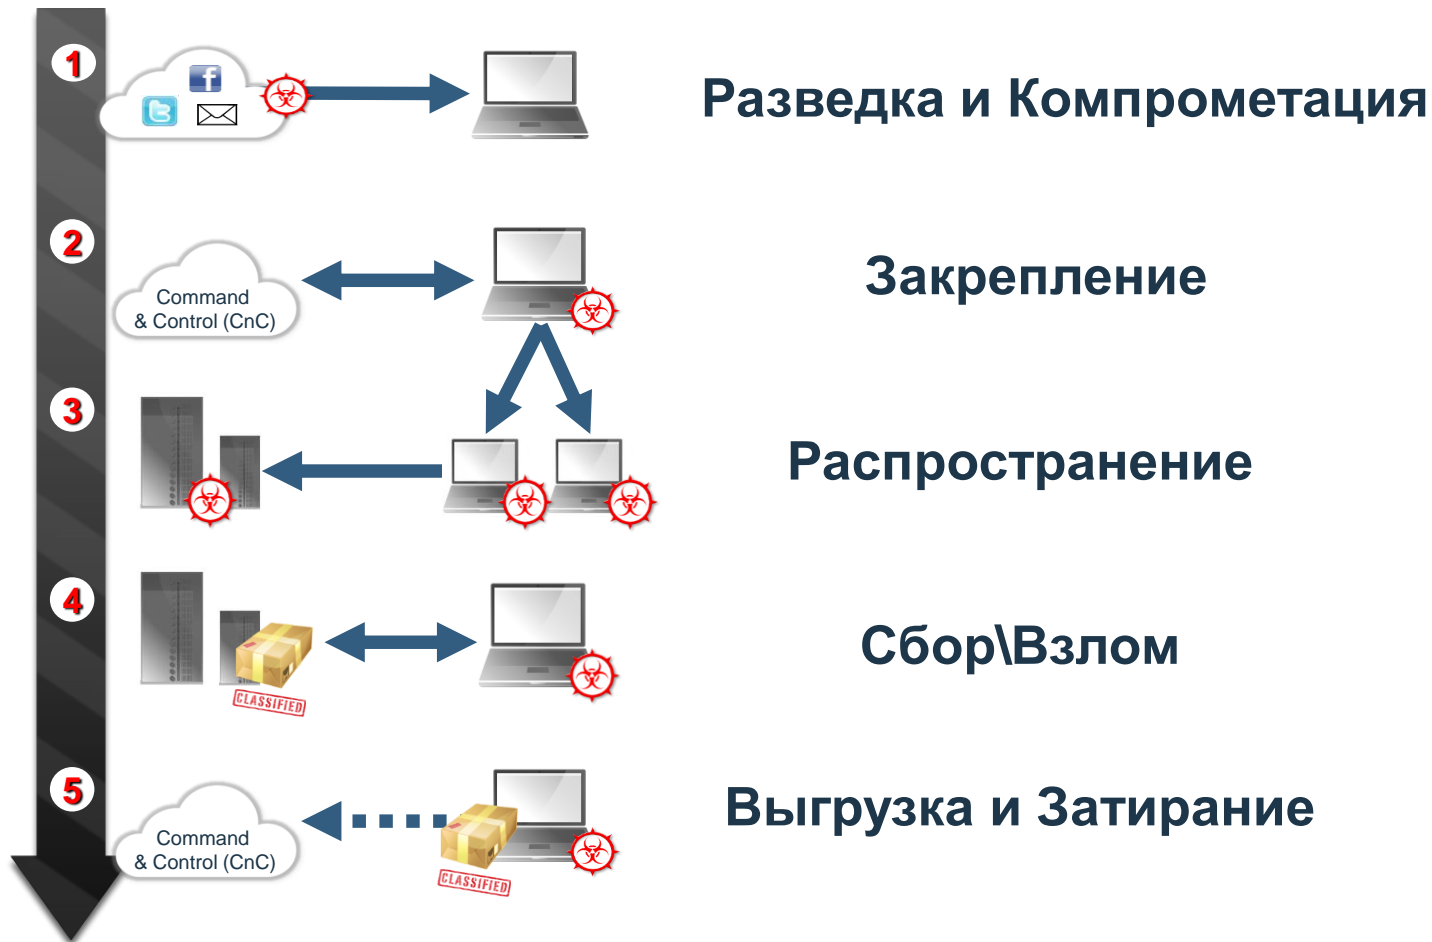 1
Разведка и Компрометация
2
Закрепление
Command
& Control (CnC)
3
Распространение
4
Сбор\Взлом
CLASSIFIED
5
Выгрузка и Затирание
Command
& Control (CnC)
CLASSIFIED